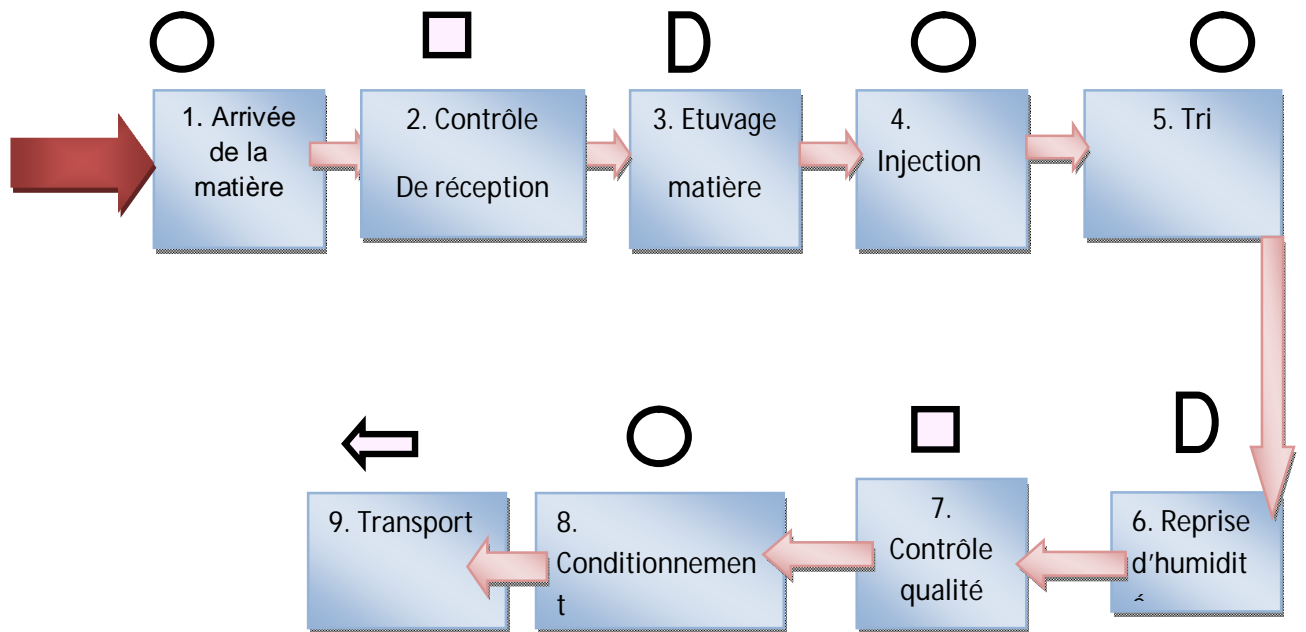 1. Arrivée
de la
matière
2. Contrôle
De réception
3. Etuvage
matière
4.
Injection
5. Tri
6. Reprise
d'humidit
7.
Contrôle
qualité
8.
Conditionnemen
t
9. Transport